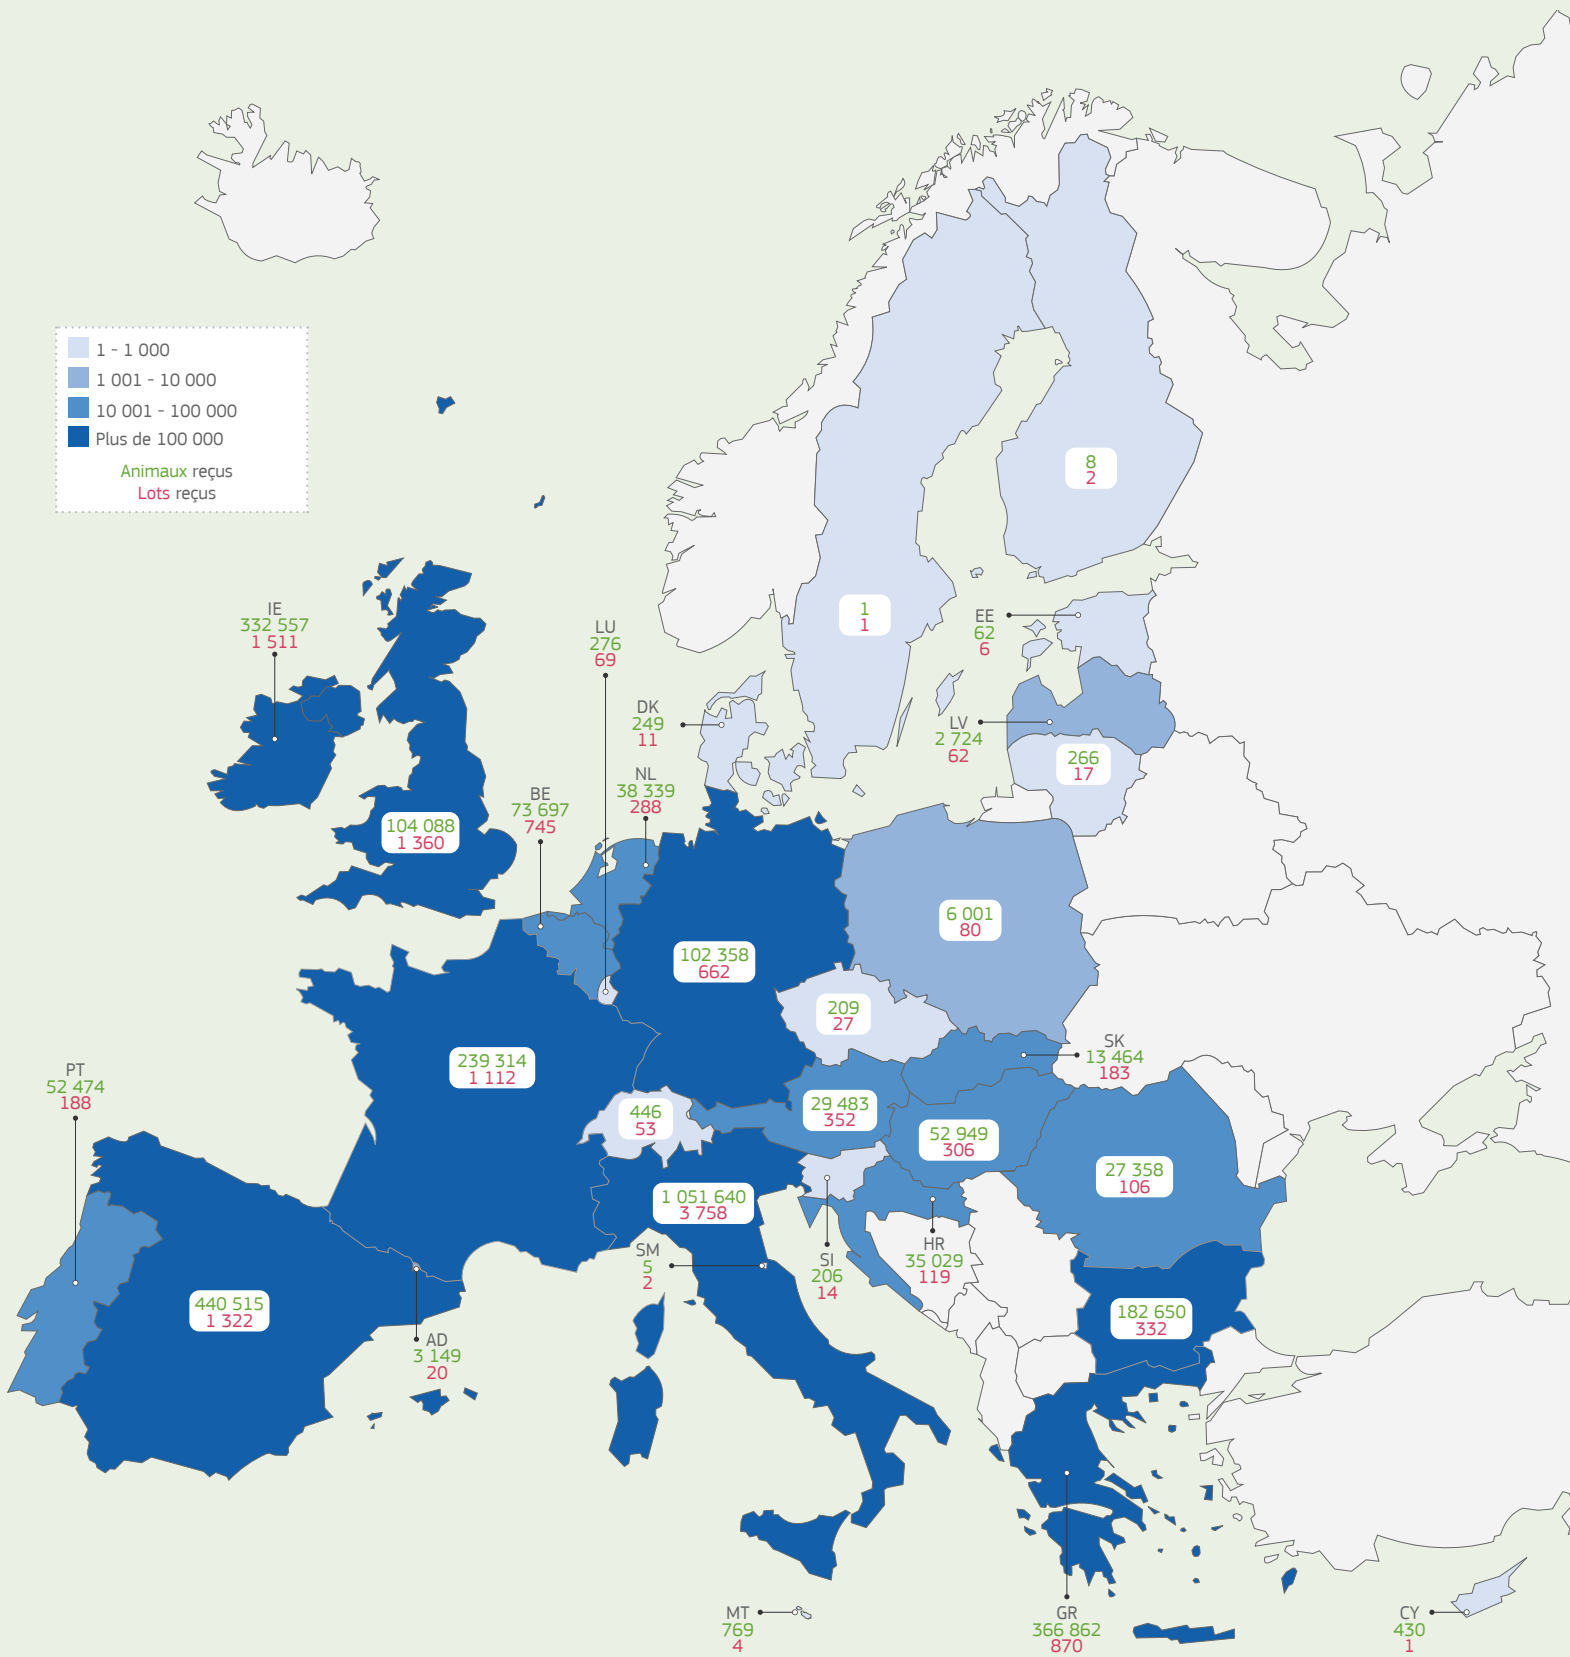 1 - 1 000
1 001 - 10 000
10 001 - 100 000
Plus de 100 000
Animaux reçus
Lots reçus
8
2
1
1
EE
62
6
IE
332 557
1 511
LU
276
69
DK
249
11
LV
2 724
62
266
17
NL
38 339
288
BE
73 697
745
104 088
1 360
6 001
80
102 358
662
209
27
SK
13 464
183
239 314
1 112
PT
52 474
188
446
53
29 483
352
52 949
306
27 358
106
1 051 640
3 758
SM
5
2
SI
206
14
HR
35 029
119
440 515
1 322
182 650
332
AD
3 149
20
MT
769
4
GR
366 862
870
CY
430
1